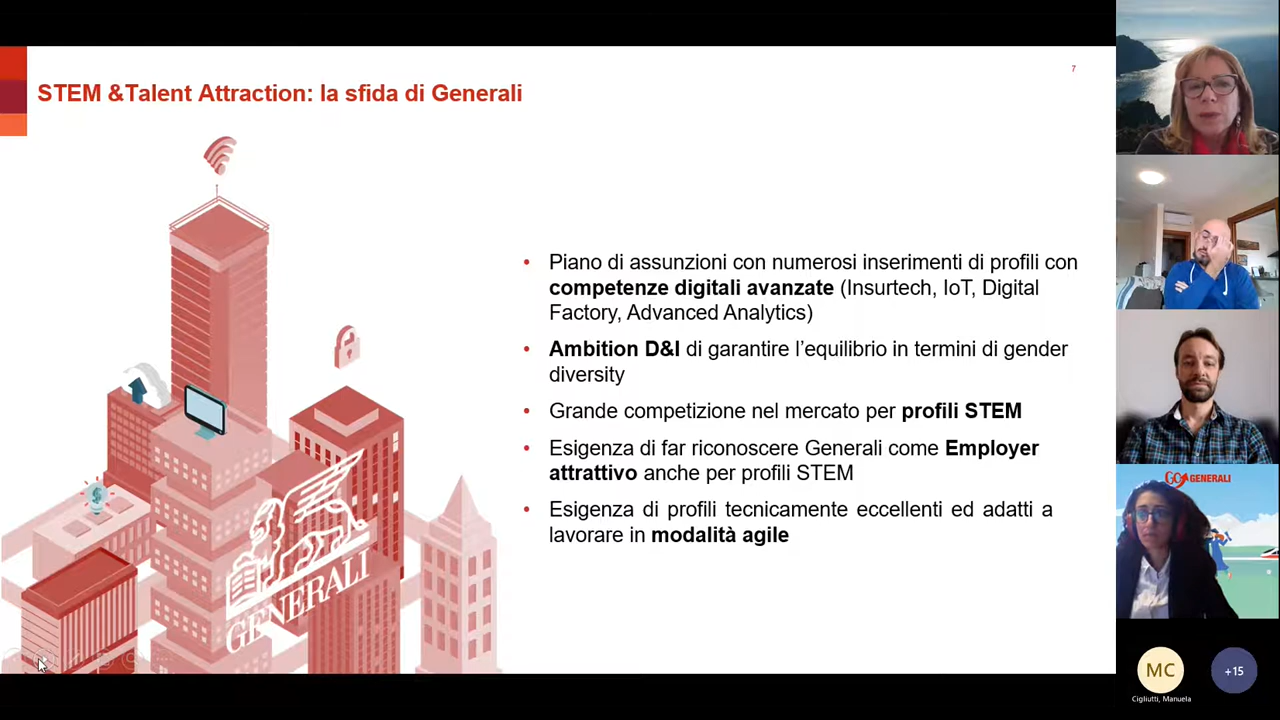 7
STEM &Talent Attraction: la sfida di Generali
• Piano di assunzioni con numerosi inserimenti di profili con
competenze digitali avanzate (Insurtech, IoT, Digital
Factory, Advanced Analytics)
• Ambition D&I di garantire l’equilibrio in termini di gender
diversity
• Grande competizione nel mercato per profili STEM
• Esigenza di far riconoscere Generali come Employer
attrattivo anche per profili STEM
• Esigenza di profili tecnicamente eccellenti ed adatti a
lavorare in modalità agile
GENERALI
GO GENERALI
MC
+15
Cigliutti, Manuela